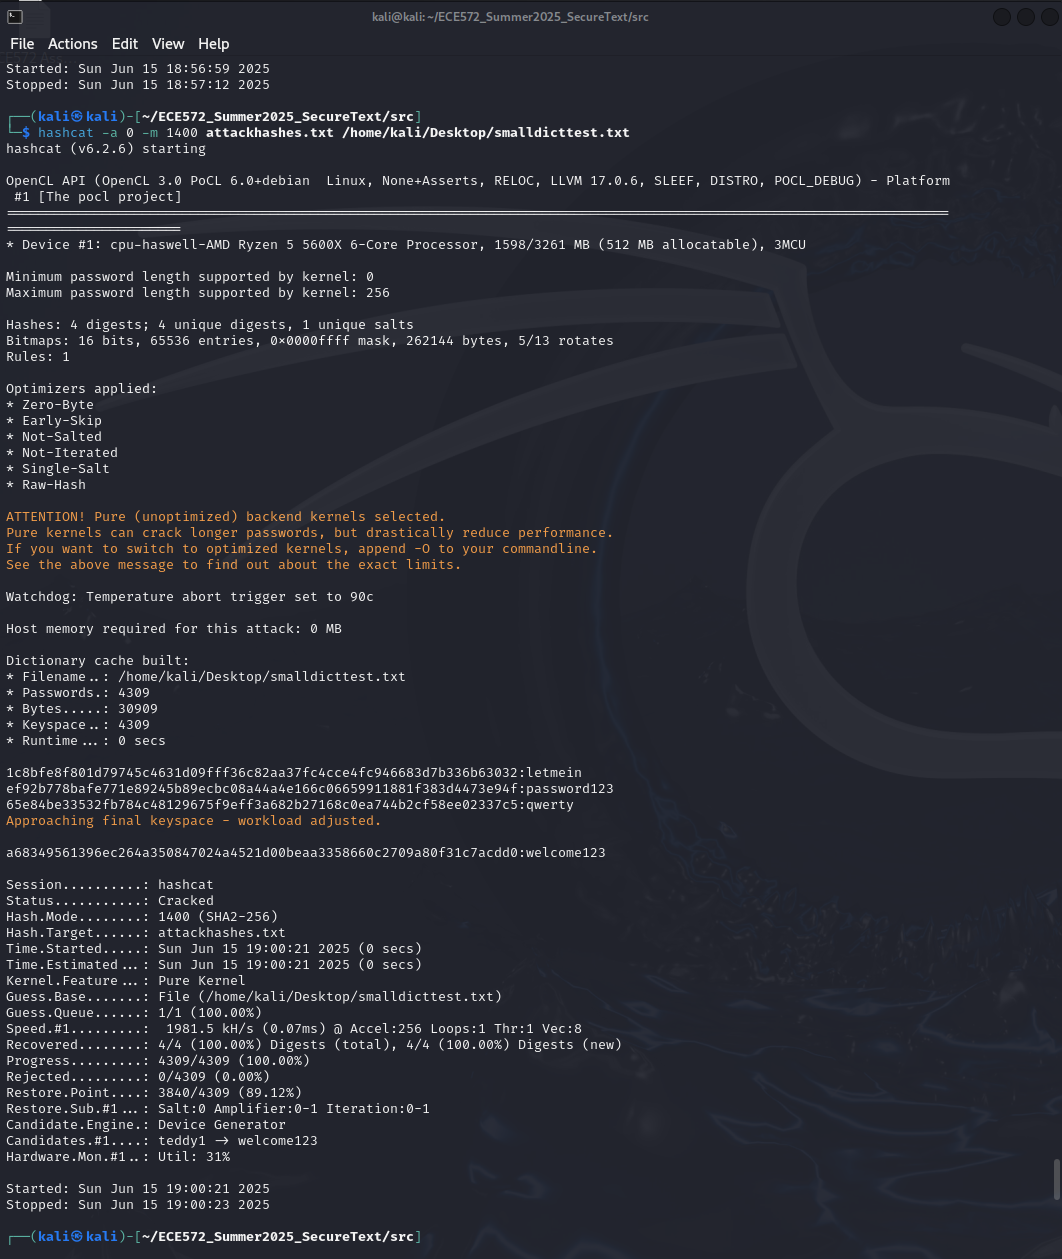 kali@kali: ~/ECE572_Summer2025_SecureText/src
File Actions Edit View Help
Started: Sun Jun 15 18:56:59 2025
Stopped: Sun Jun 15 18:57:12 2025
┌──(kali㉿kali)-[~/ECE572_Summer2025_SecureText/src]
└─$ hashcat -a 0 -m 1400 attackhashes.txt /home/kali/Desktop/smalldicttest.txt
hashcat (v6.2.6) starting
OpenCL API (OpenCL 3.0 PoCL 6.0+debian  Linux, None+Asserts, RELOC, LLVM 17.0.6, SLEEF, DISTRO, POCL_DEBUG) - Platform
#1 [The pocl project]
======================================================================================================================
======================
* Device #1: cpu-haswell-AMD Ryzen 5 5600X 6-Core Processor, 1598/3261 MB (512 MB allocatable), 3MCU
Minimum password length supported by kernel: 0
Maximum password length supported by kernel: 256
Hashes: 4 digests; 4 unique digests, 1 unique salts
Bitmaps: 16 bits, 65536 entries, 0x0000ffff mask, 262144 bytes, 5/13 rotates
Rules: 1
Optimizers applied:
* Zero-Byte
* Early-Skip
* Not-Salted
* Not-Iterated
* Single-Salt
* Raw-Hash
ATTENTION! Pure (unoptimized) backend kernels selected.
Pure kernels can crack longer passwords, but drastically reduce performance.
If you want to switch to optimized kernels, append -O to your commandline.
See the above message to find out about the exact limits.
Watchdog: Temperature abort trigger set to 90c
Host memory required for this attack: 0 MB
Dictionary cache built:
* Filename..: /home/kali/Desktop/smalldicttest.txt
* Passwords.: 4309
* Bytes.....: 30909
* Keyspace..: 4309
* Runtime...: 0 secs
1c8bfe8f801d79745c4631d09fff36c82aa37fc4cce4fc946683d7b336b63032:letmein
ef92b778bafe771e89245b89ecbc08a44a4e166c06659911881f383d4473e94f:password123
65e84be33532fb784c48129675f9eff3a682b27168c0ea744b2cf58ee02337c5:qwerty
Approaching final keyspace - workload adjusted.
a68349561396ec264a350847024a4521d00beaa3358660c2709a80f31c7acdd0:welcome123
Session..........: hashcat
Status...........: Cracked
Hash.Mode........: 1400 (SHA2-256)
Hash.Target......: attackhashes.txt
Time.Started.....: Sun Jun 15 19:00:21 2025 (0 secs)
Time.Estimated...: Sun Jun 15 19:00:21 2025 (0 secs)
Kernel.Feature...: Pure Kernel
Guess.Base.......: File (/home/kali/Desktop/smalldicttest.txt)
Guess.Queue......: 1/1 (100.00%)
Speed.#1.........:  1981.5 kH/s (0.07ms) @ Accel:256 Loops:1 Thr:1 Vec:8
Recovered........: 4/4 (100.00%) Digests (total), 4/4 (100.00%) Digests (new)
Progress.........: 4309/4309 (100.00%)
Rejected.........: 0/4309 (0.00%)
Restore.Point....: 3840/4309 (89.12%)
Restore.Sub.#1...: Salt:0 Amplifier:0-1 Iteration:0-1
Candidate.Engine.: Device Generator
Candidates.#1....: teddy1 -> welcome123
Hardware.Mon.#1..: Util: 31%
Started: Sun Jun 15 19:00:21 2025
Stopped: Sun Jun 15 19:00:23 2025
┌──(kali㉿kali)-[~/ECE572_Summer2025_SecureText/src]